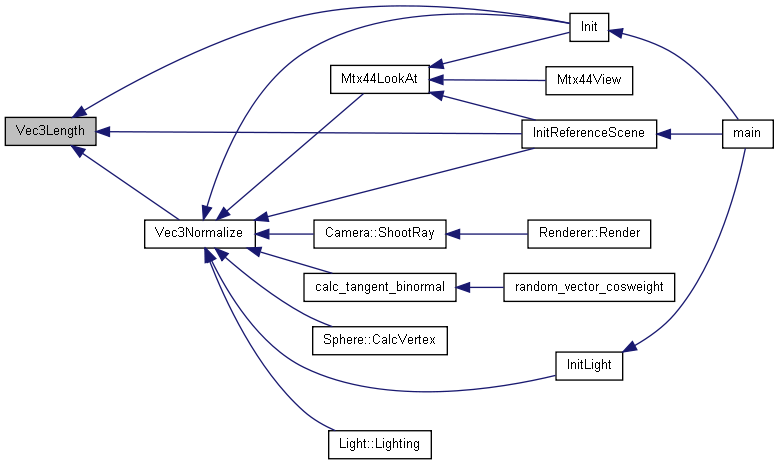 Init
Mtx44LookAt
Mtx44View
Vec3Length
InitReferenceScene
main
Vec3Normalize
Camera::ShootRay
Renderer::Render
calc_tangent_binormal
random_vector_cosweight
Sphere::CalcVertex
InitLight
Light::Lighting